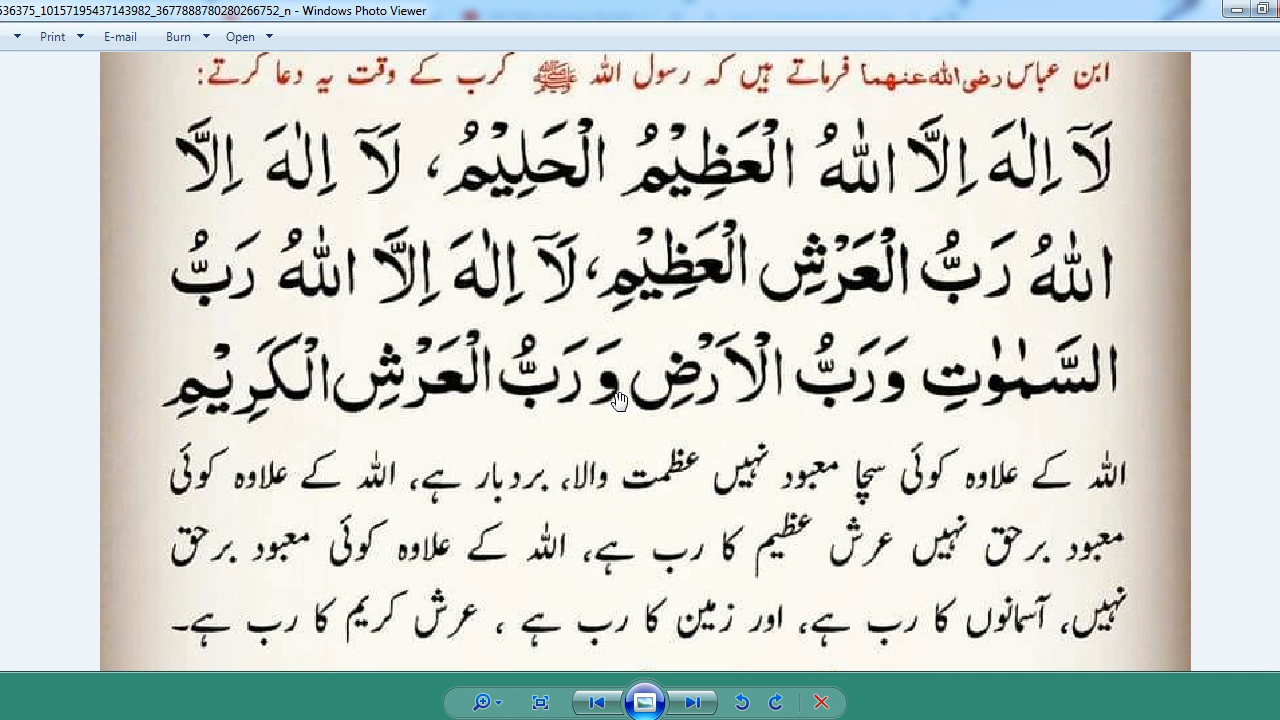 536375_10157195437143982_3677888780280266752_n - Windows Photo Viewer
Print E-mail Burn Open
ابن عباس رضی اللہ عنہما فرماتے ہیں کہ رسول اللہ ﷺ کرب کے وقت یہ دعا کرتے:
لَآ اِلٰهَ اِلَّا اللّٰهُ الْعَظِيْمُ الْحَلِيْمُ، لَآ اِلٰهَ اِلَّا
اللّٰهُ رَبُّ الْعَرْشِ الْعَظِيْمِ، لَآ اِلٰهَ اِلَّا اللّٰهُ رَبُّ
السَّمٰوٰتِ وَرَبُّ الْاَرْضِ وَ رَبُّ الْعَرْشِ الْكَرِيْمِ
اللہ کے علاوہ کوئی سچا معبود نہیں عظمت والا، بردبار ہے، اللہ کے علاوہ کوئی
معبود برحق نہیں عرش عظیم کا رب ہے، اللہ کے علاوہ کوئی معبود برحق
نہیں، آسمانوں کا رب ہے، اور زمین کا رب ہے ، عرش کریم کا رب ہے۔